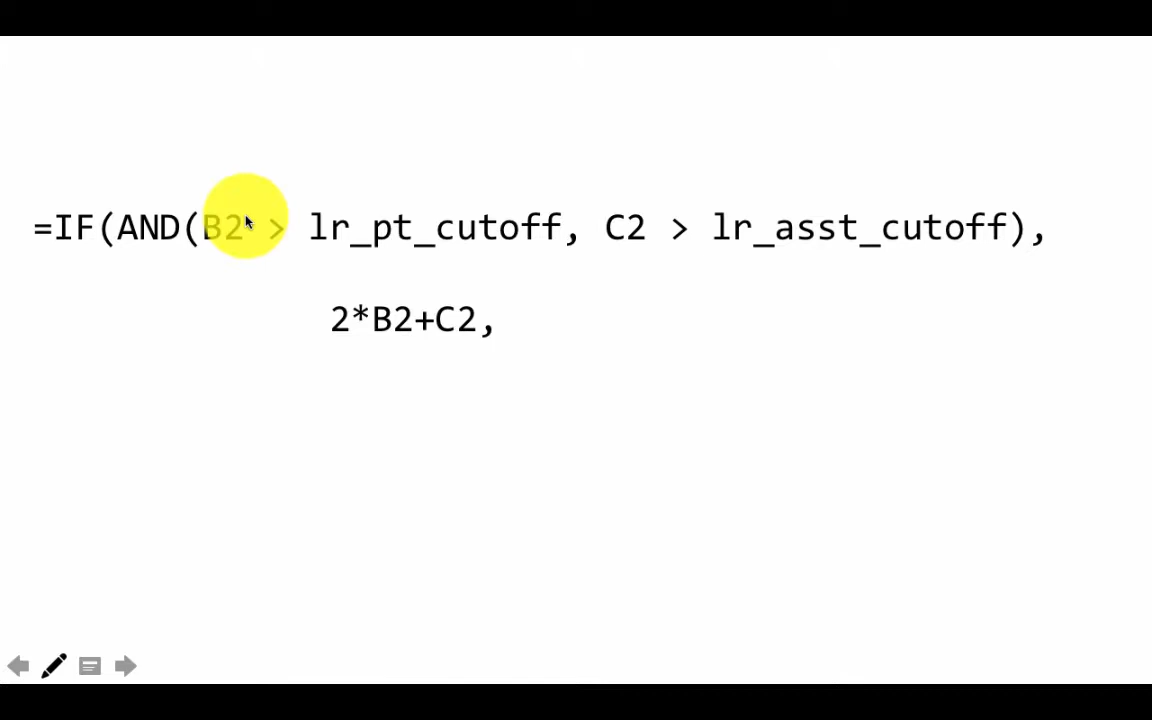 =IF(AND(B2 > lr_pt_cutoff, C2 > lr_asst_cutoff),
2*B2+C2,